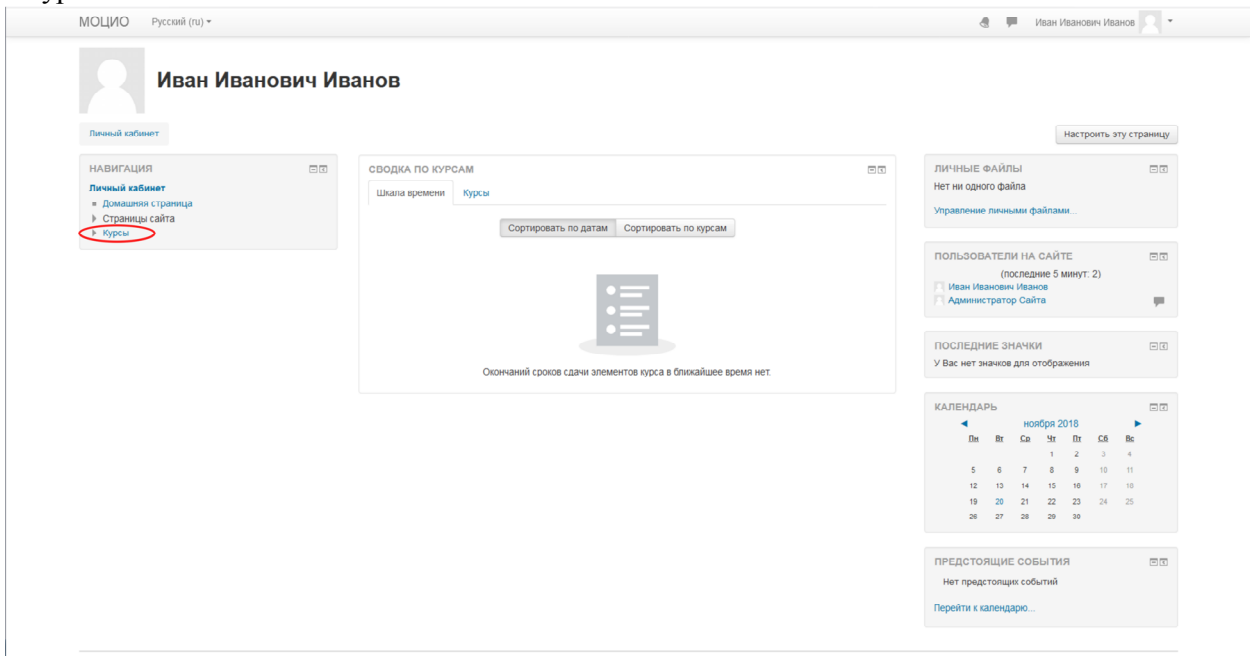 МОЦИО Русский (ru)
Иван Иванович Иванов
Иван Иванович Иванов
Личный кабинет
Настроить эту страницу
НАВИГАЦИЯ
Личный кабинет
Домашняя страница
Страницы сайта
Курсы
СВОДКА ПО КУРСАМ
Шкала времени Курсы
Сортировать по датам Сортировать по курсам
Окончаний сроков сдачи элементов курса в ближайшее время нет.
ЛИЧНЫЕ ФАЙЛЫ
Нет ни одного файла
Управление личными файлами...
ПОЛЬЗОВАТЕЛИ НА САЙТЕ
(последние 5 минут: 2)
Иван Иванович Иванов
Администратор Сайта
ПОСЛЕДНИЕ ЗНАЧКИ
У Вас нет значков для отображения
КАЛЕНДАРЬ
ноября 2018
Пн Вт Ср Чт Пт Сб Вс
1 2 3 4
5 6 7 8 9 10 11
12 13 14 15 16 17 18
19 20 21 22 23 24 25
26 27 28 29 30
ПРЕДСТОЯЩИЕ СОБЫТИЯ
Нет предстоящих событий
Перейти к календарю...